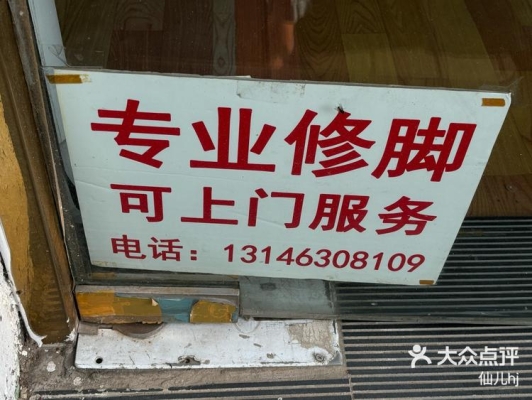 专业修脚
可上门服务
电话：13146308109
大众点评
仙儿hj